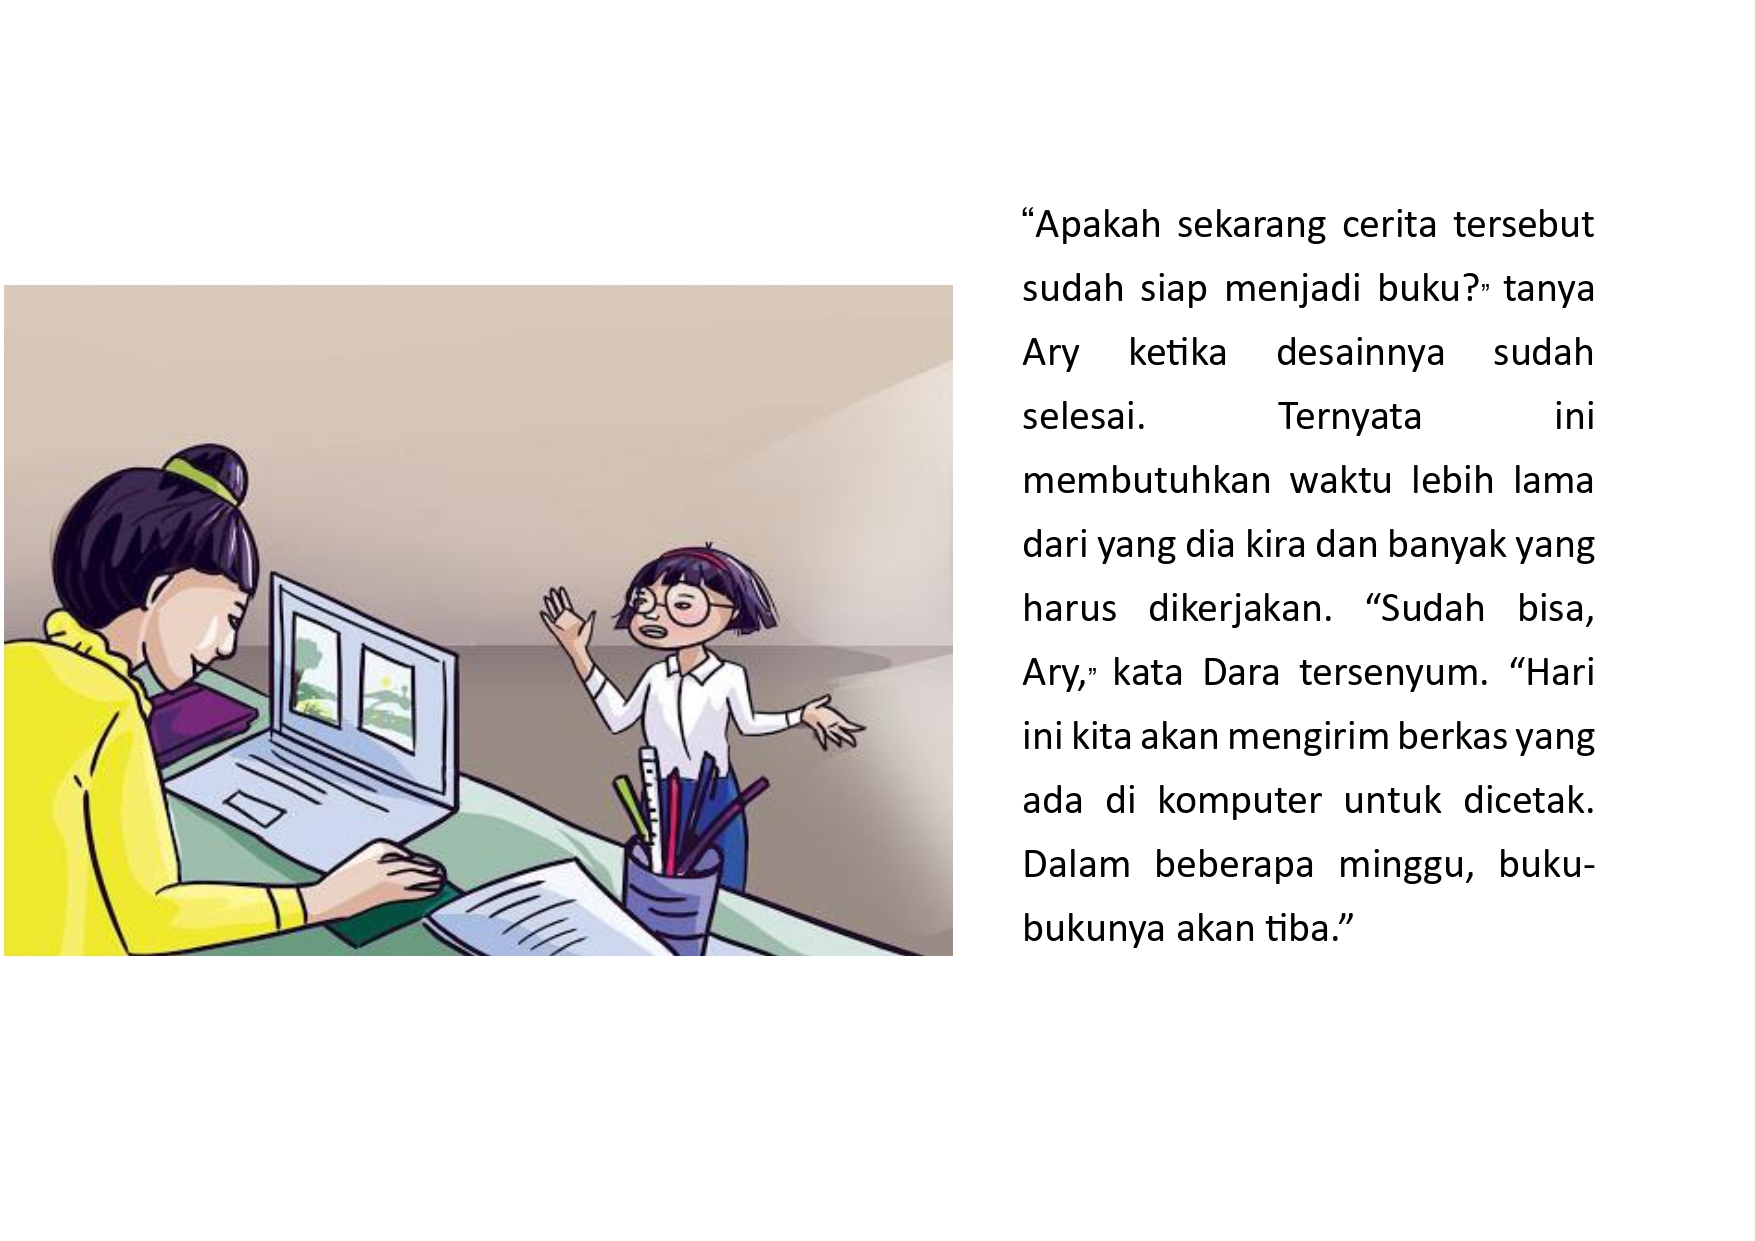 “Apakah sekarang cerita tersebut
sudah siap menjadi buku?” tanya
Ary ketika desainnya sudah
selesai. Ternyata ini
membutuhkan waktu lebih lama
dari yang dia kira dan banyak yang
harus dikerjakan. “Sudah bisa,
Ary,” kata Dara tersenyum. “Hari
ini kita akan mengirim berkas yang
ada di komputer untuk dicetak.
Dalam beberapa minggu, buku-
bukunya akan tiba.”